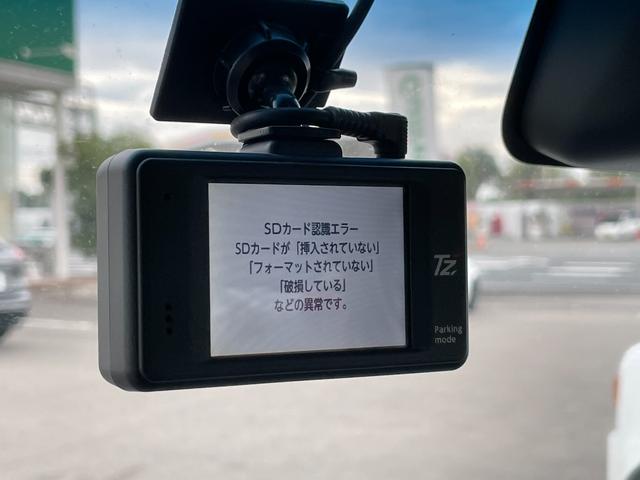 SDカード認識エラー
SDカードが「挿入されていない」
「フォーマットされていない」
「破損している」
などの異常です。
TZ
Parking
mode